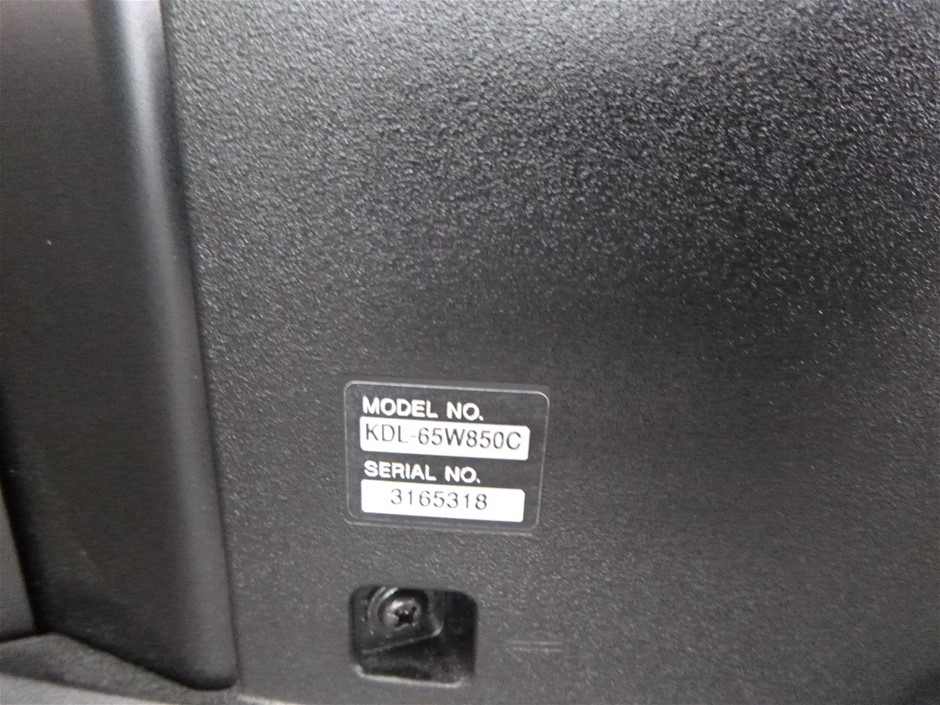 MODEL NO.
KDL-65W850C
SERIAL NO.
3165318